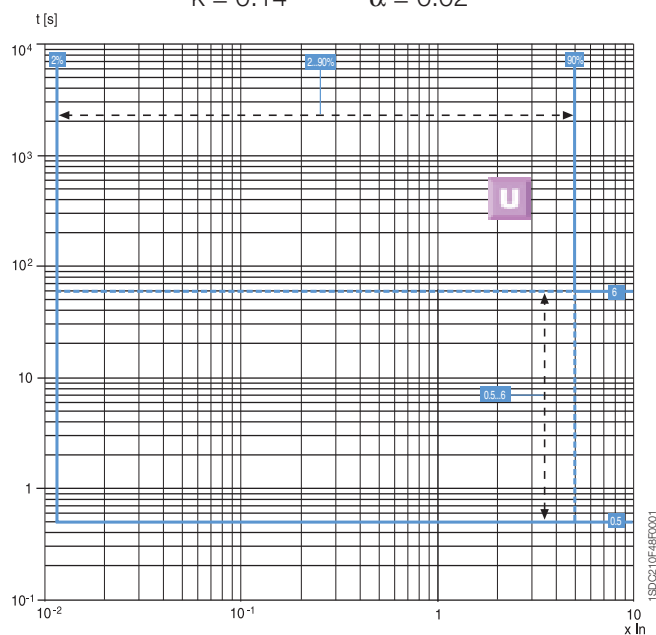 k = 0.14 α = 0.02
t [s]
10⁴
2%
2...90%
90%
10³
U
10²
6
10
0.5...6
1
0.5
10⁻¹
10⁻² 10⁻¹ 1 10
x In
1SDC210F48F0001